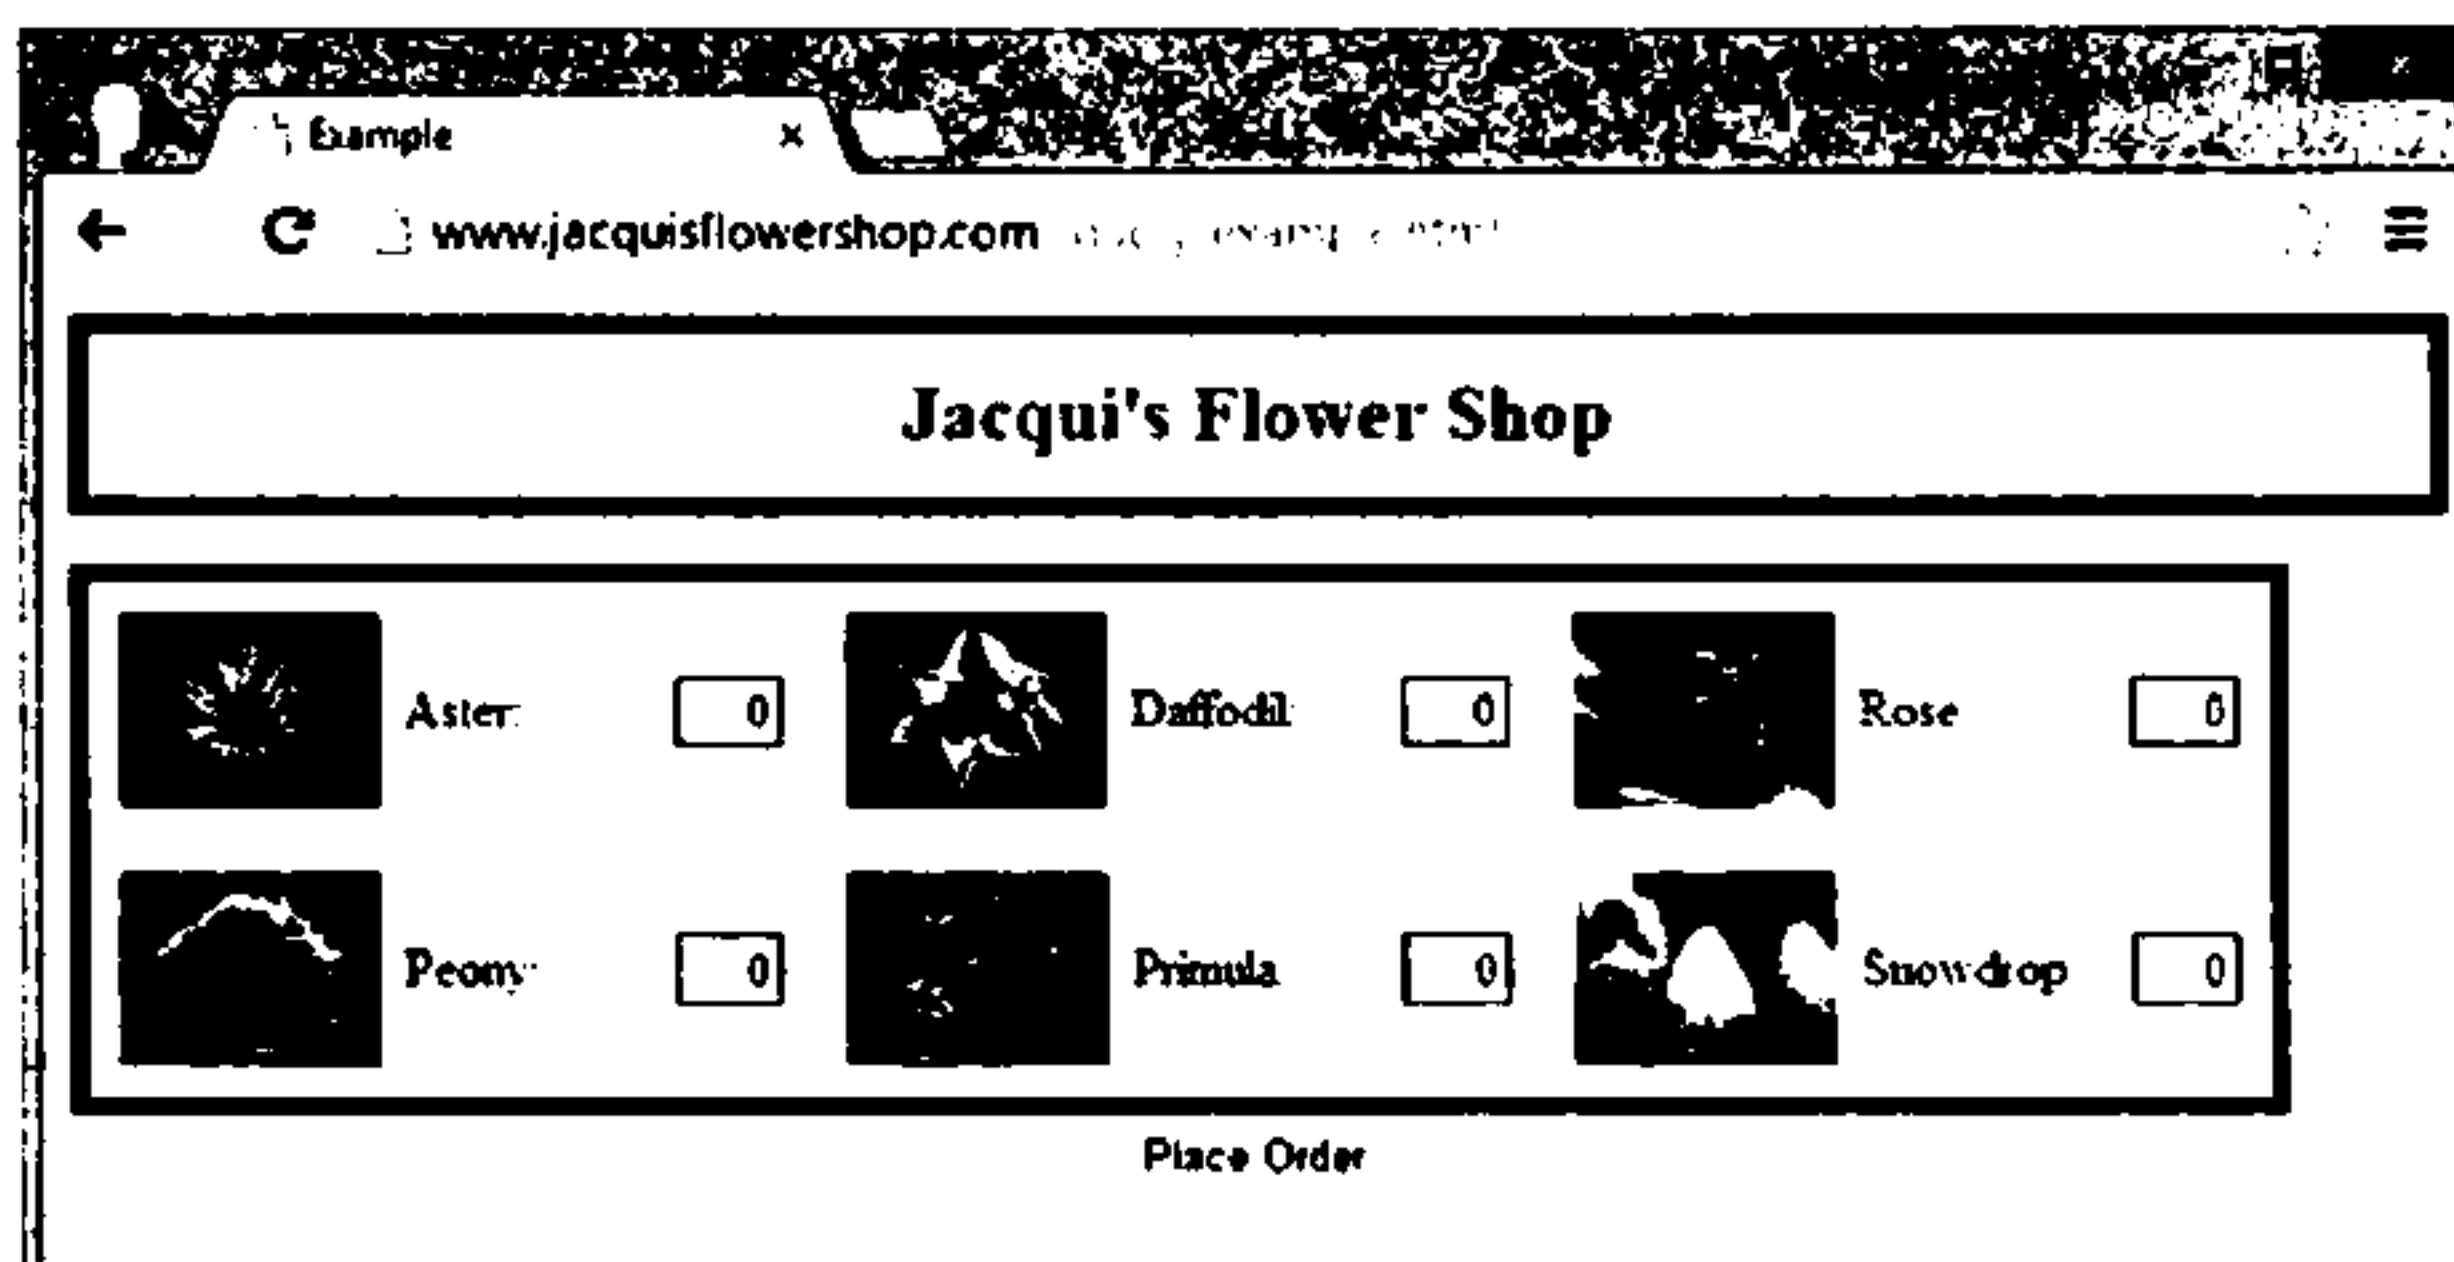 Example
www.jacquisflowershop.com
Jacqui's Flower Shop
Aster: 0 Daffodil: 0 Rose 0
Peony: 0 Primula 0 Snowdrop 0
Place Order